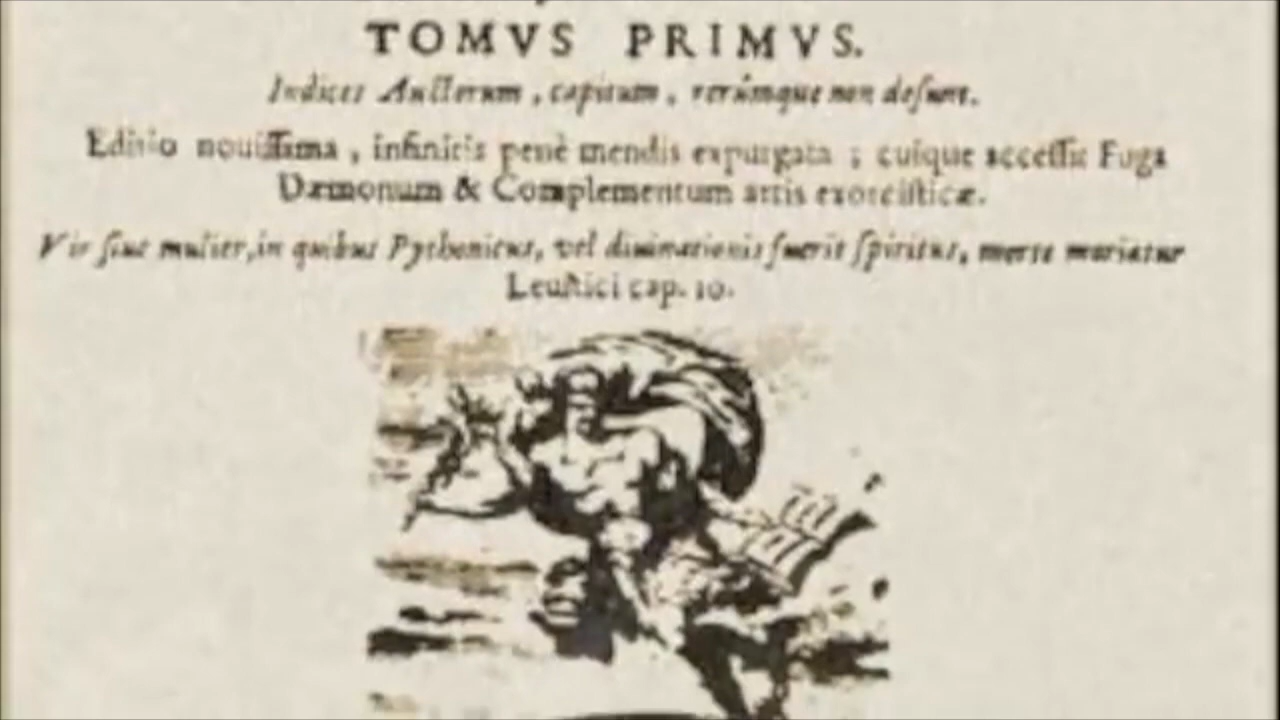 TOMVS PRIMVS.
Indices Auctorum, capitum, rerúmque non desunt.
Editio nouissima, infinitis penè mendis expurgata; cuique accessit Fuga
Dæmonum & Complementum artis exorcisticæ.
Vir siue mulier, in quibus Pythonicus, vel diuinationis fuerit spiritus, morte moriatur
Leuitici cap. 10.